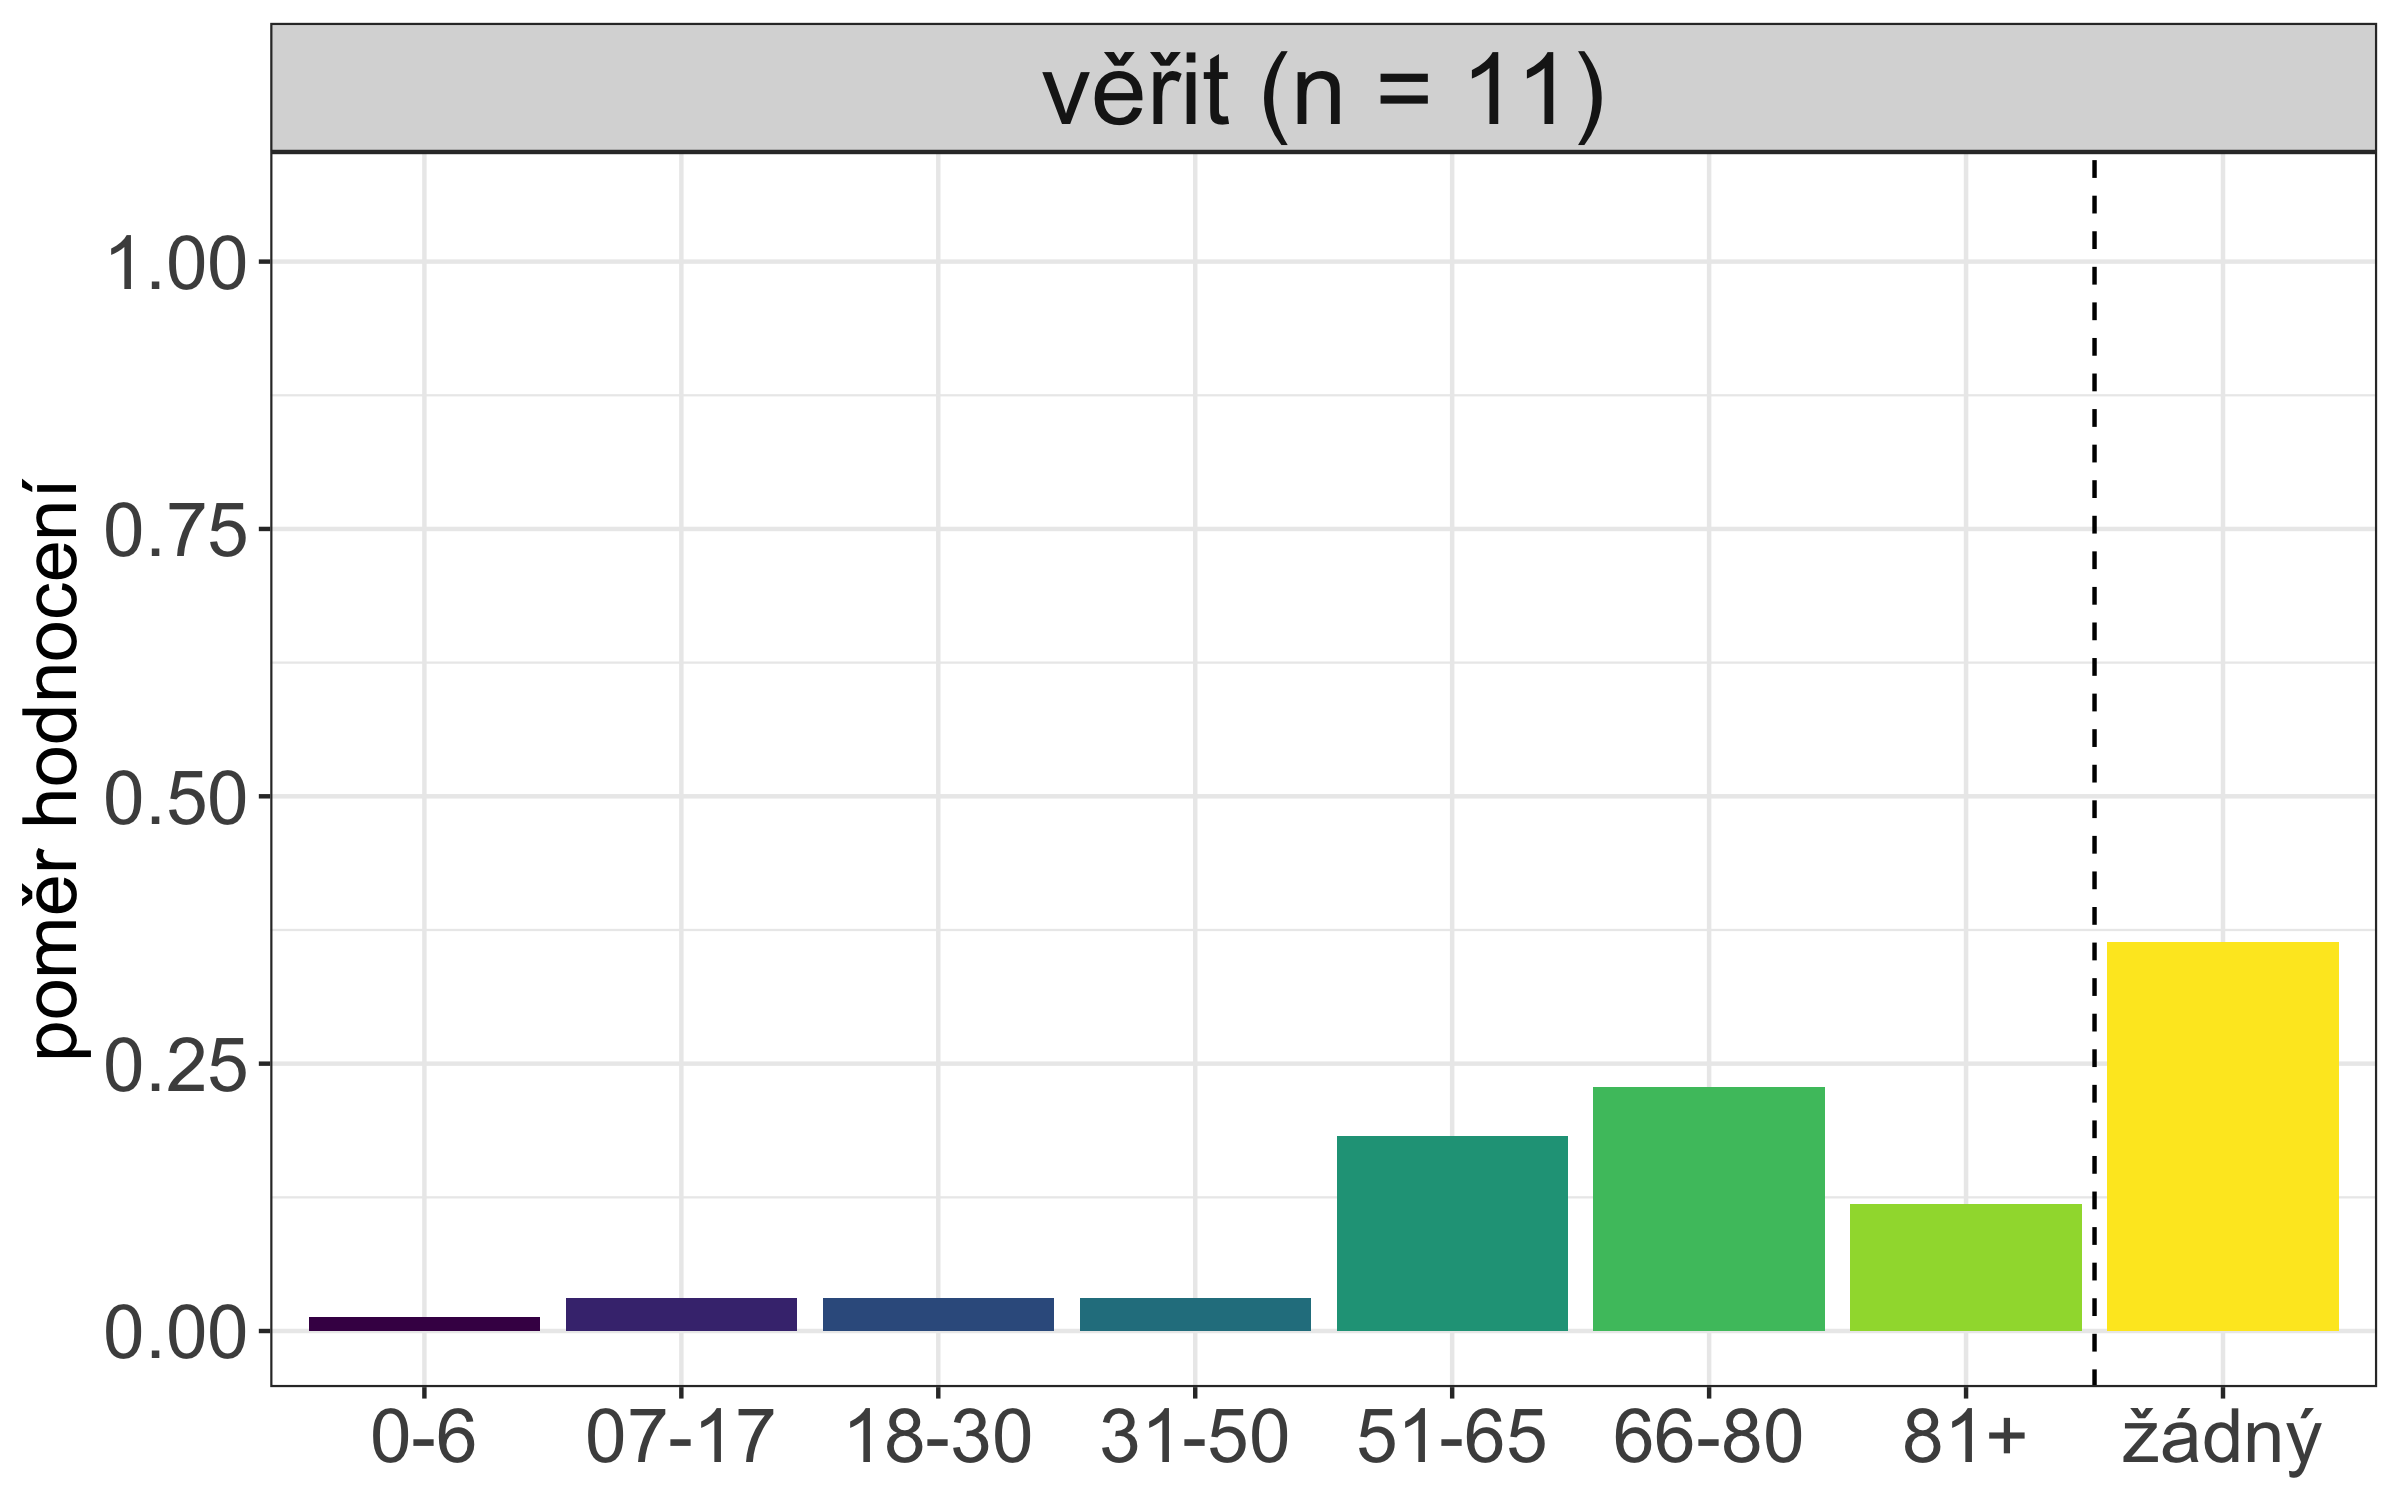 věřit (n = 11)
poměr hodnocení
1.00
0.75
0.50
0.25
0.00
0-6 07-17 18-30 31-50 51-65 66-80 81+ žádný